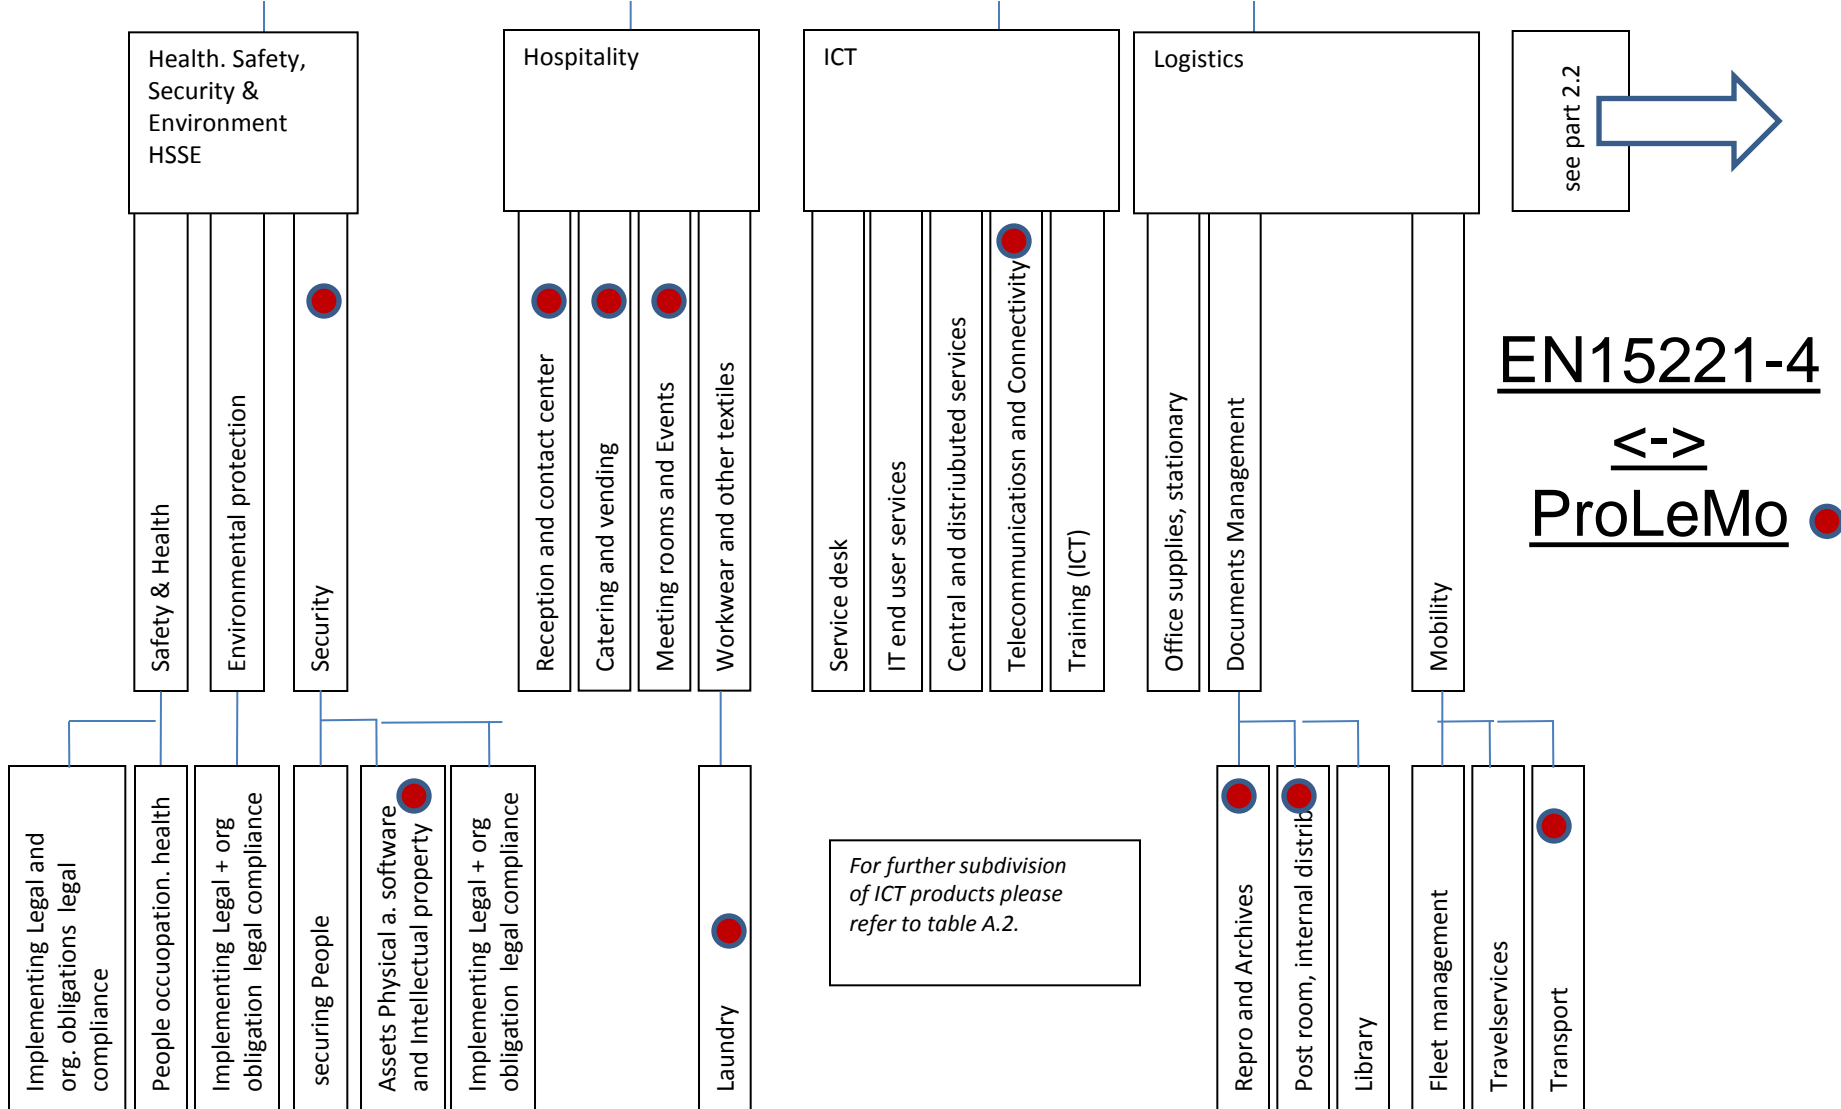 Health. Safety,
Security &
Environment
HSSE
Hospitality
ICT
Logistics
see part 2.2
Safety & Health
Environmental protection
Security
Reception and contact center
Catering and vending
Meeting rooms and Events
Workwear and other textiles
Service desk
IT end user services
Central and distriubuted services
Telecommunicatiosn and Connectivity
Training (ICT)
Office supplies, stationary
Documents Management
Mobility
EN15221-4
<->
ProLeMo
Implementing Legal and
org. obligations legal
compliance
People occuopation. health
Implementing Legal + org
obligation legal compliance
securing People
Assets Physical a. software
and Intellectual property
Implementing Legal + org
obligation legal compliance
Laundry
For further subdivision
of ICT products please
refer to table A.2.
Repro and Archives
Post room, internal distrib
Library
Fleet management
Travelservices
Transport